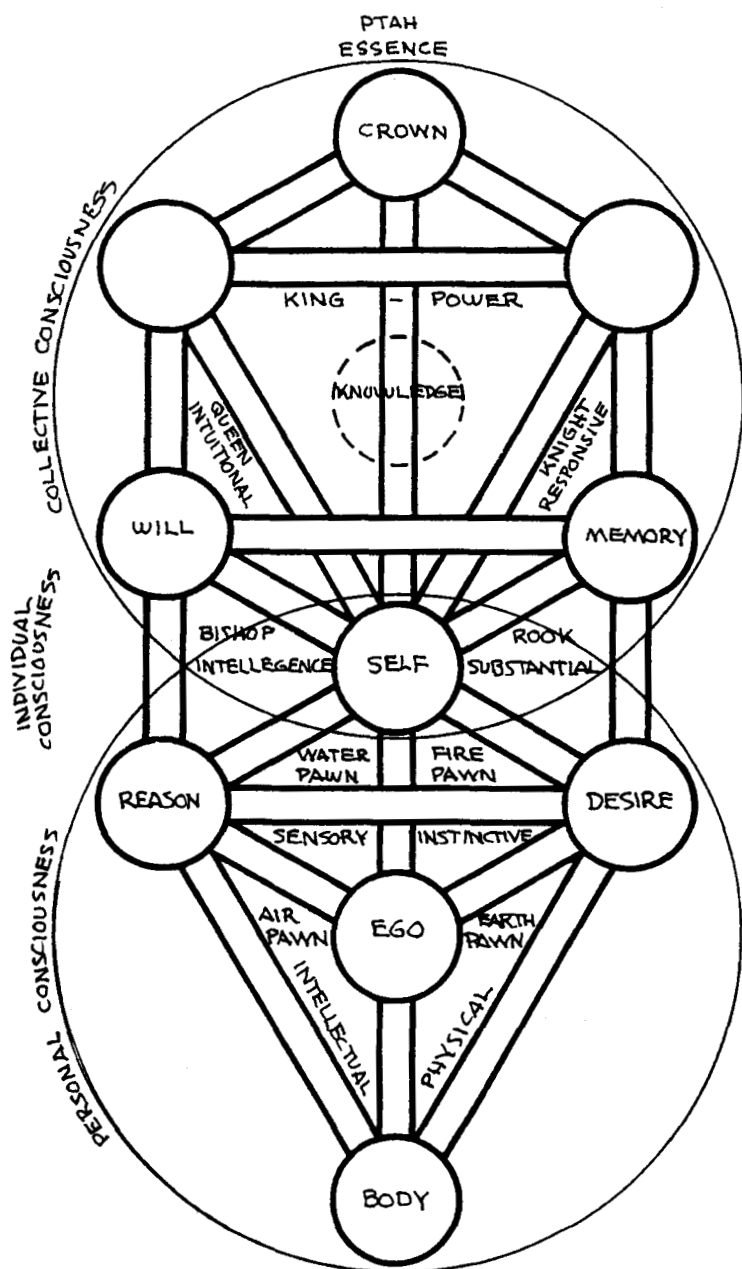 PTAH
ESSENCE
CROWN
COLLECTIVE CONSCIOUSNESS
KING - POWER
KNOWLEDGE
QUEEN
INTUITIONAL
KNIGHT
RESPONSIVE
WILL
MEMORY
INDIVIDUAL
CONSCIOUSNESS
BISHOP
INTELLEGENCE
SELF
ROOK
SUBSTANTIAL
WATER
PAWN
FIRE
PAWN
REASON
DESIRE
SENSORY
INSTINCTIVE
AIR
PAWN
EGO
EARTH
PAWN
INTELLECTUAL
PHYSICAL
PERSONAL CONSCIOUSNESS
BODY